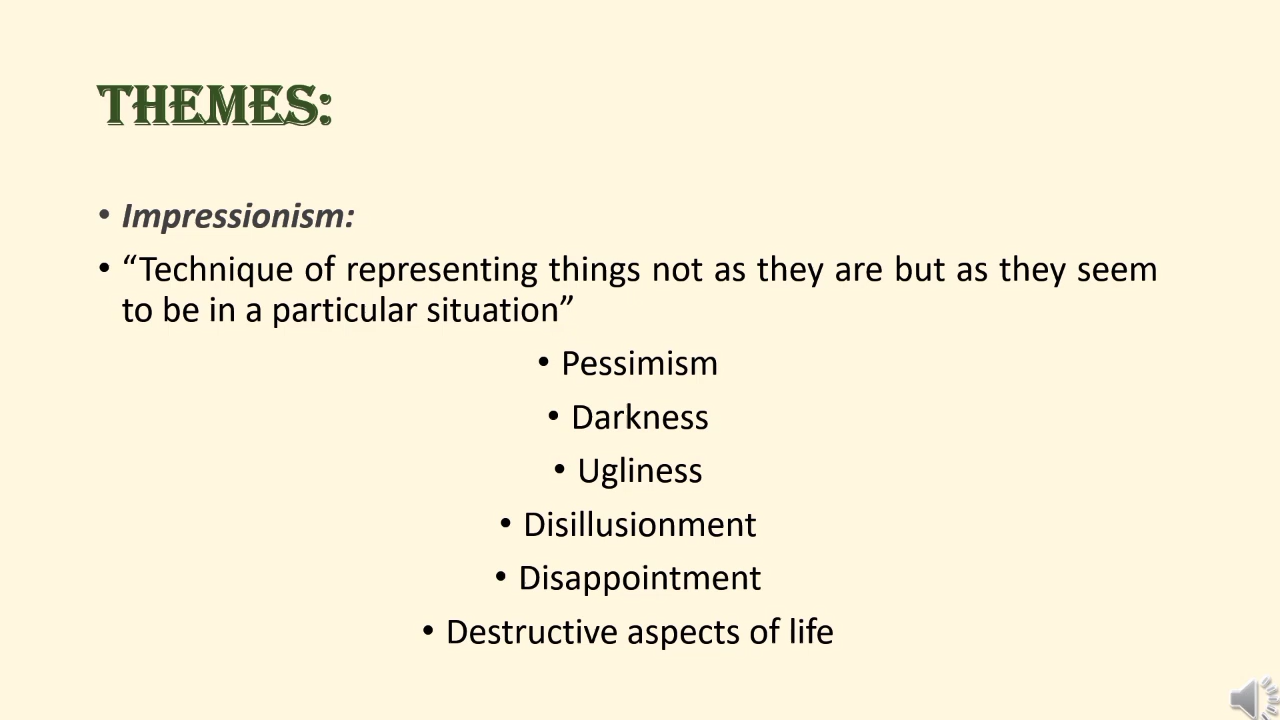 THEMES:
• Impressionism:
• “Technique of representing things not as they are but as they seem
to be in a particular situation”
• Pessimism
• Darkness
• Ugliness
• Disillusionment
• Disappointment
• Destructive aspects of life